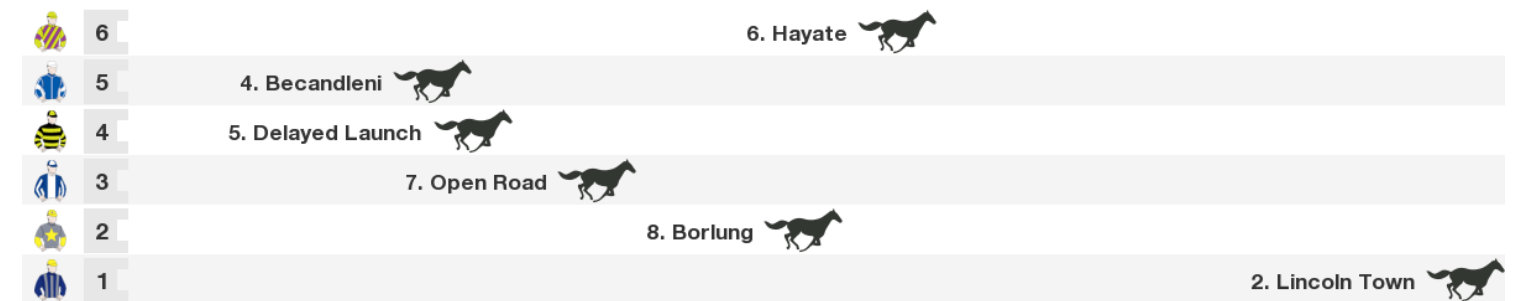 6 6. Hayate
5 4. Becandleni
4 5. Delayed Launch
3 7. Open Road
2 8. Borlung
1 2. Lincoln Town